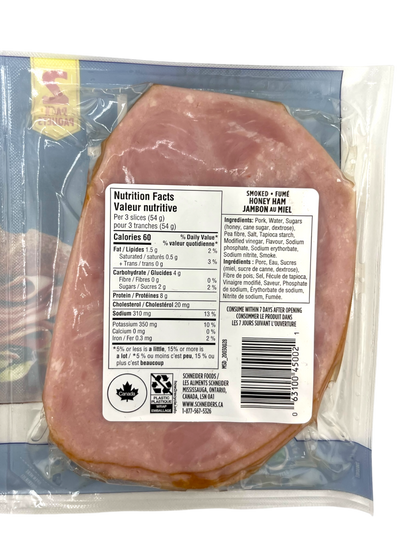 Nutrition Facts
Valeur nutritive
Per 3 slices (54 g)
pour 3 tranches (54 g)
Calories 60 % Daily Value*
% valeur quotidienne*
Fat / Lipides 1.5 g 2 %
Saturated / saturés 0.5 g
+ Trans / trans 0 g 3 %
Carbohydrate / Glucides 4 g
Fibre / Fibres 0 g 0 %
Sugars / Sucres 2 g 2 %
Protein / Protéines 8 g
Cholesterol / Cholestérol 20 mg
Sodium 310 mg 13 %
Potassium 350 mg 10 %
Calcium 0 mg 0 %
Iron / Fer 0.3 mg 2 %
*5% or less is a little, 15% or more is
a lot / *5 % ou moins c'est peu, 15 % ou
plus c'est beaucoup
SMOKED • FUMÉ
HONEY HAM
JAMBON AU MIEL
Ingredients: Pork, Water, Sugars
(honey, cane sugar, dextrose),
Pea fibre, Salt, Tapioca starch,
Modified vinegar, Flavour, Sodium
phosphate, Sodium erythorbate,
Sodium nitrite, Smoke.
Ingrédients : Porc, Eau, Sucres
(miel, sucre de canne, dextrose),
Fibre de pois, Sel, Fécule de tapioca,
Vinaigre modifié, Saveur, Phosphate
de sodium, Érythorbate de sodium,
Nitrite de sodium, Fumée.
CONSUME WITHIN 7 DAYS AFTER OPENING
CONSOMMER LE PRODUIT DANS
LES 7 JOURS SUIVANT L'OUVERTURE
Canada
PLASTIC
PLASTIQUE
WRAP
EMBALLAGE
SCHNEIDER FOODS /
LES ALIMENTS SCHNEIDER
MISSISSAUGA, ONTARIO,
CANADA, L5N 0A1
WWW.SCHNEIDERS.CA
1-877-567-5326
0 63100 45002 1